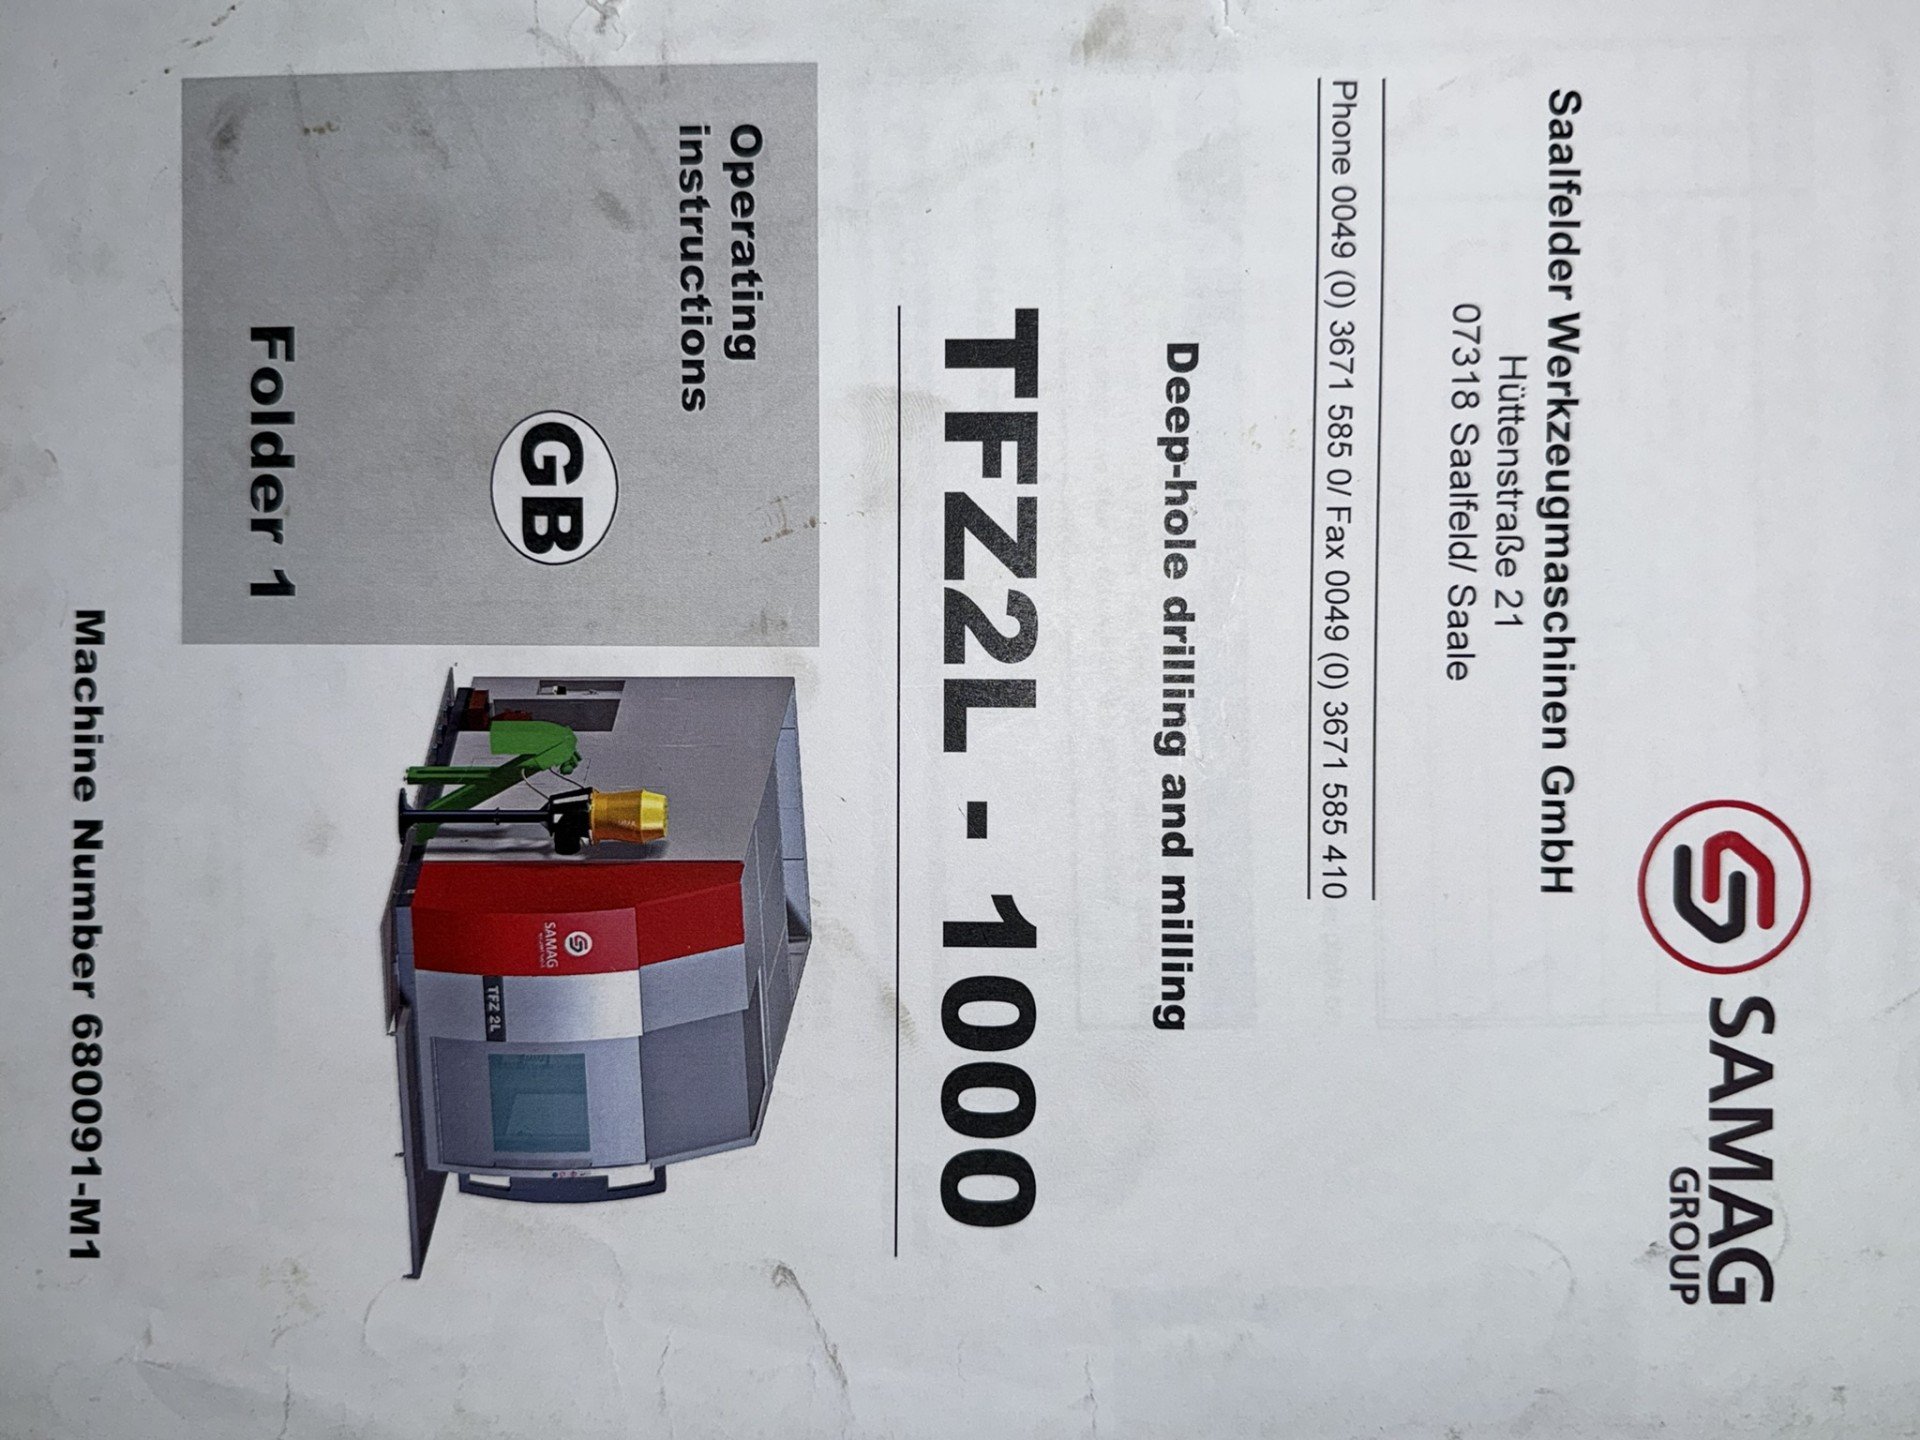 SAMAG
GROUP
Saalfelder Werkzeugmaschinen GmbH
Hüttenstraße 21
07318 Saalfeld/ Saale
Phone 0049 (0) 3671 585 0/ Fax 0049 (0) 3671 585 410
Deep-hole drilling and milling
TFZ2L - 1000
Operating
instructions
GB
Folder 1
SAMAG
TFZ 2L
Machine Number 680091-M1